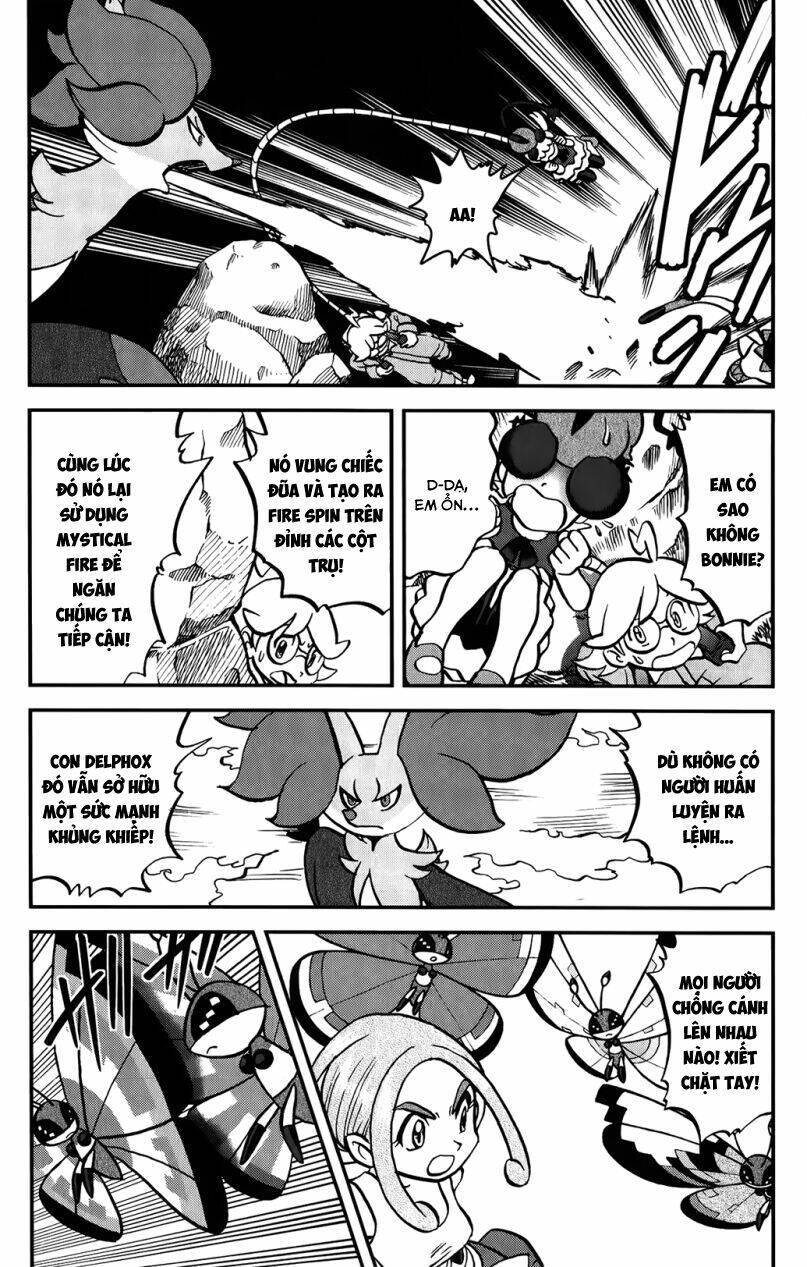 AA!
EM CÓ
SAO
KHÔNG
BONNIE?
D-DẠ,
EM ỔN...
NÓ VUNG CHIẾC
ĐŨA VÀ TẠO RA
FIRE SPIN TRÊN
ĐỈNH CÁC CỘT
TRỤ!
CÙNG LÚC
ĐÓ NÓ LẠI
SỬ DỤNG
MYSTICAL
FIRE ĐỂ
NGĂN
CHÚNG TA
TIẾP CẬN!
DÙ KHÔNG CÓ
NGƯỜI HUẤN
LUYỆN RA
LỆNH...
CON DELPHOX
ĐÓ VẪN SỞ HỮU
MỘT SỨC MẠNH
KHỦNG KHIẾP!
MỌI NGƯỜI
CHỒNG CÁNH
LÊN NHAU
NÀO! XIẾT
CHẶT TAY!